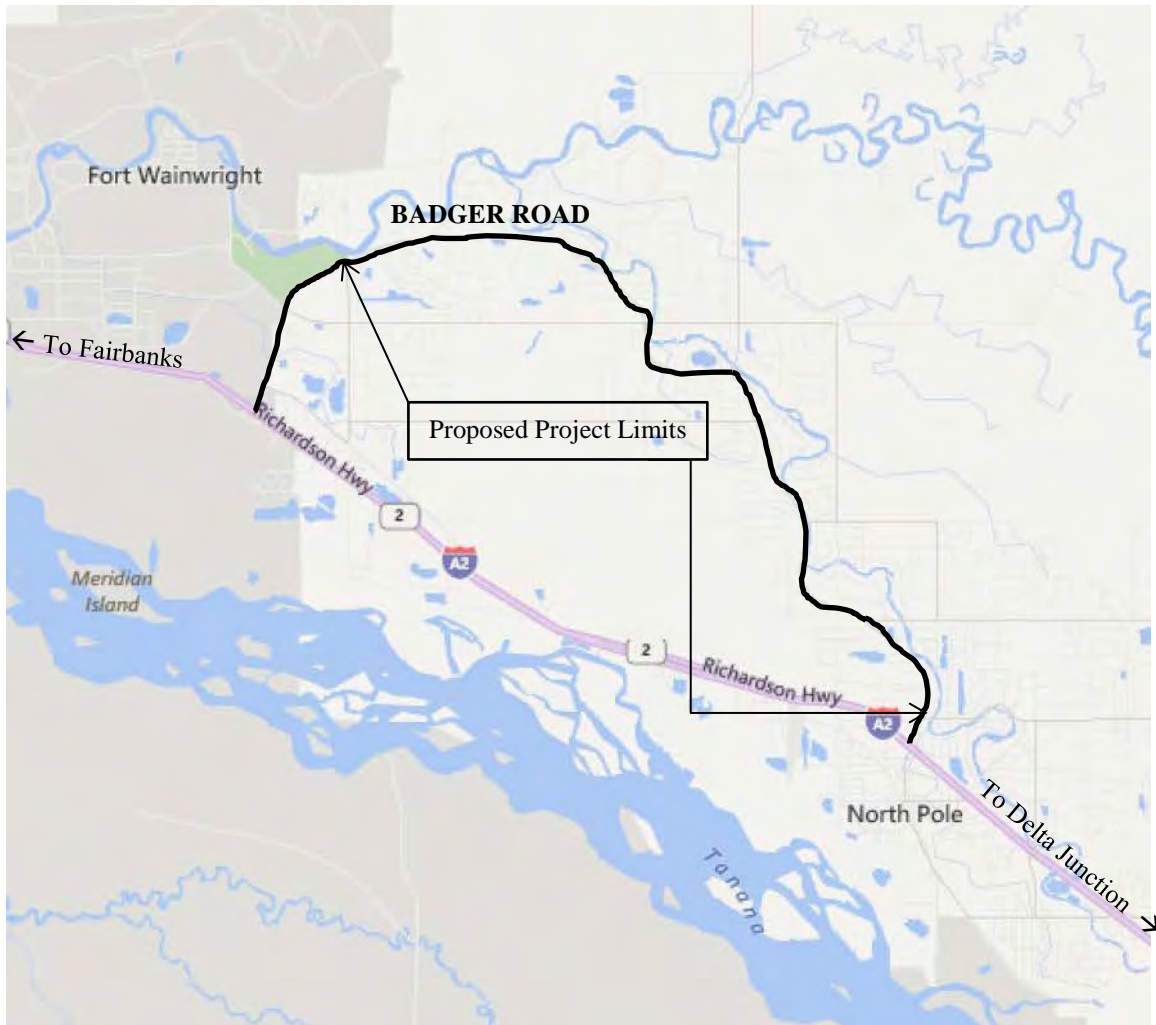 Fort Wainwright
BADGER ROAD
← To Fairbanks
Richardson Hwy
Proposed Project Limits
2
A2
Meridian
Island
2
Richardson Hwy
A2
North Pole
To Delta Junction →
Tanana